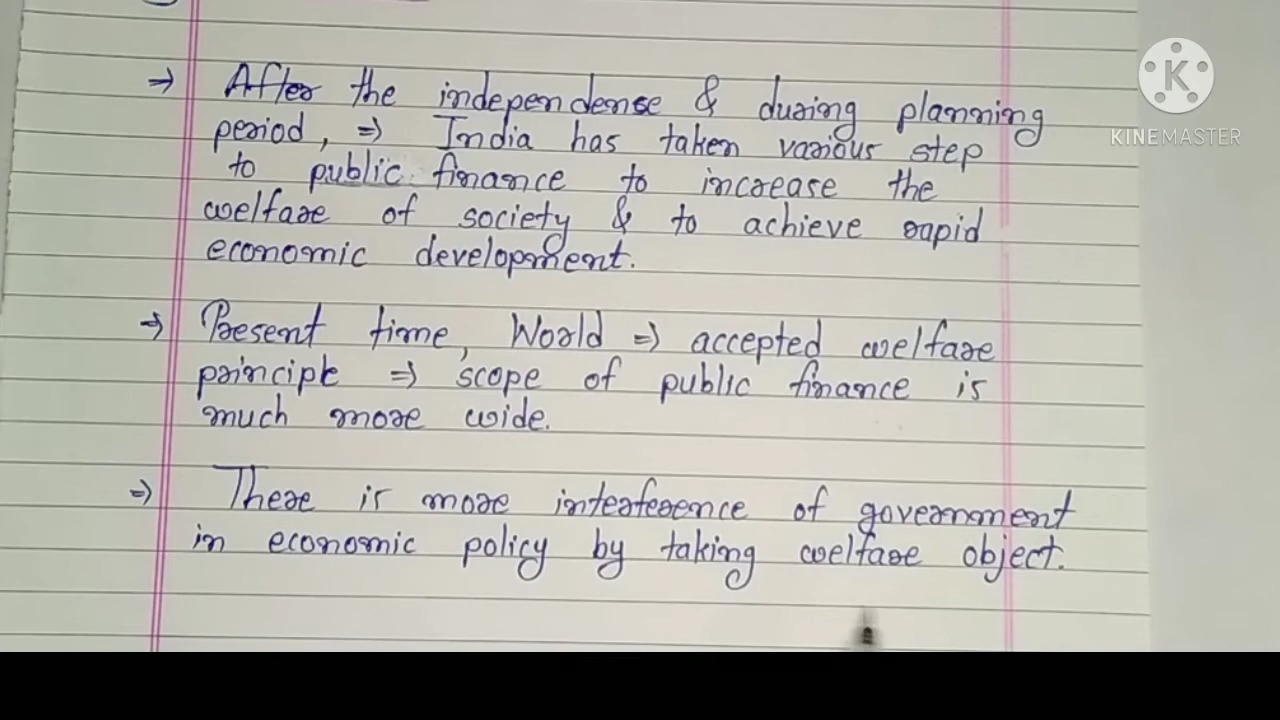 ⇒ After the independense & during planning
period, ⇒ India has taken various step
to public finance to increase the
welfare of society & to achieve rapid
economic development.
⇒ Present time, World ⇒ accepted welfare
principle ⇒ scope of public finance is
much more wide.
⇒ There is more interference of government
in economic policy by taking welfare object.
K
KINEMASTER